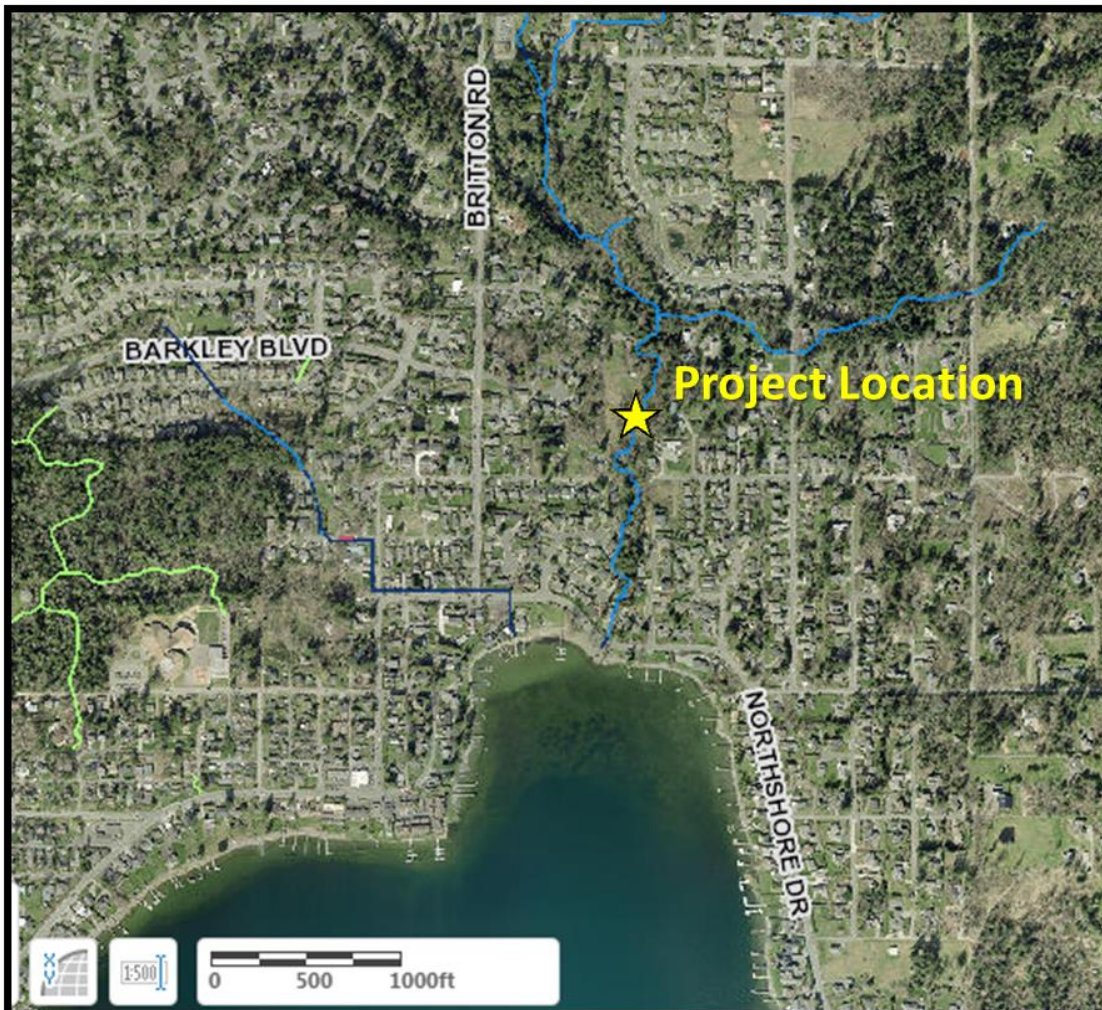 BRITTON RD
BARKLEY BLVD
Project Location
NORTHSHORE DR
X
Y
1:500
0
500
1000ft